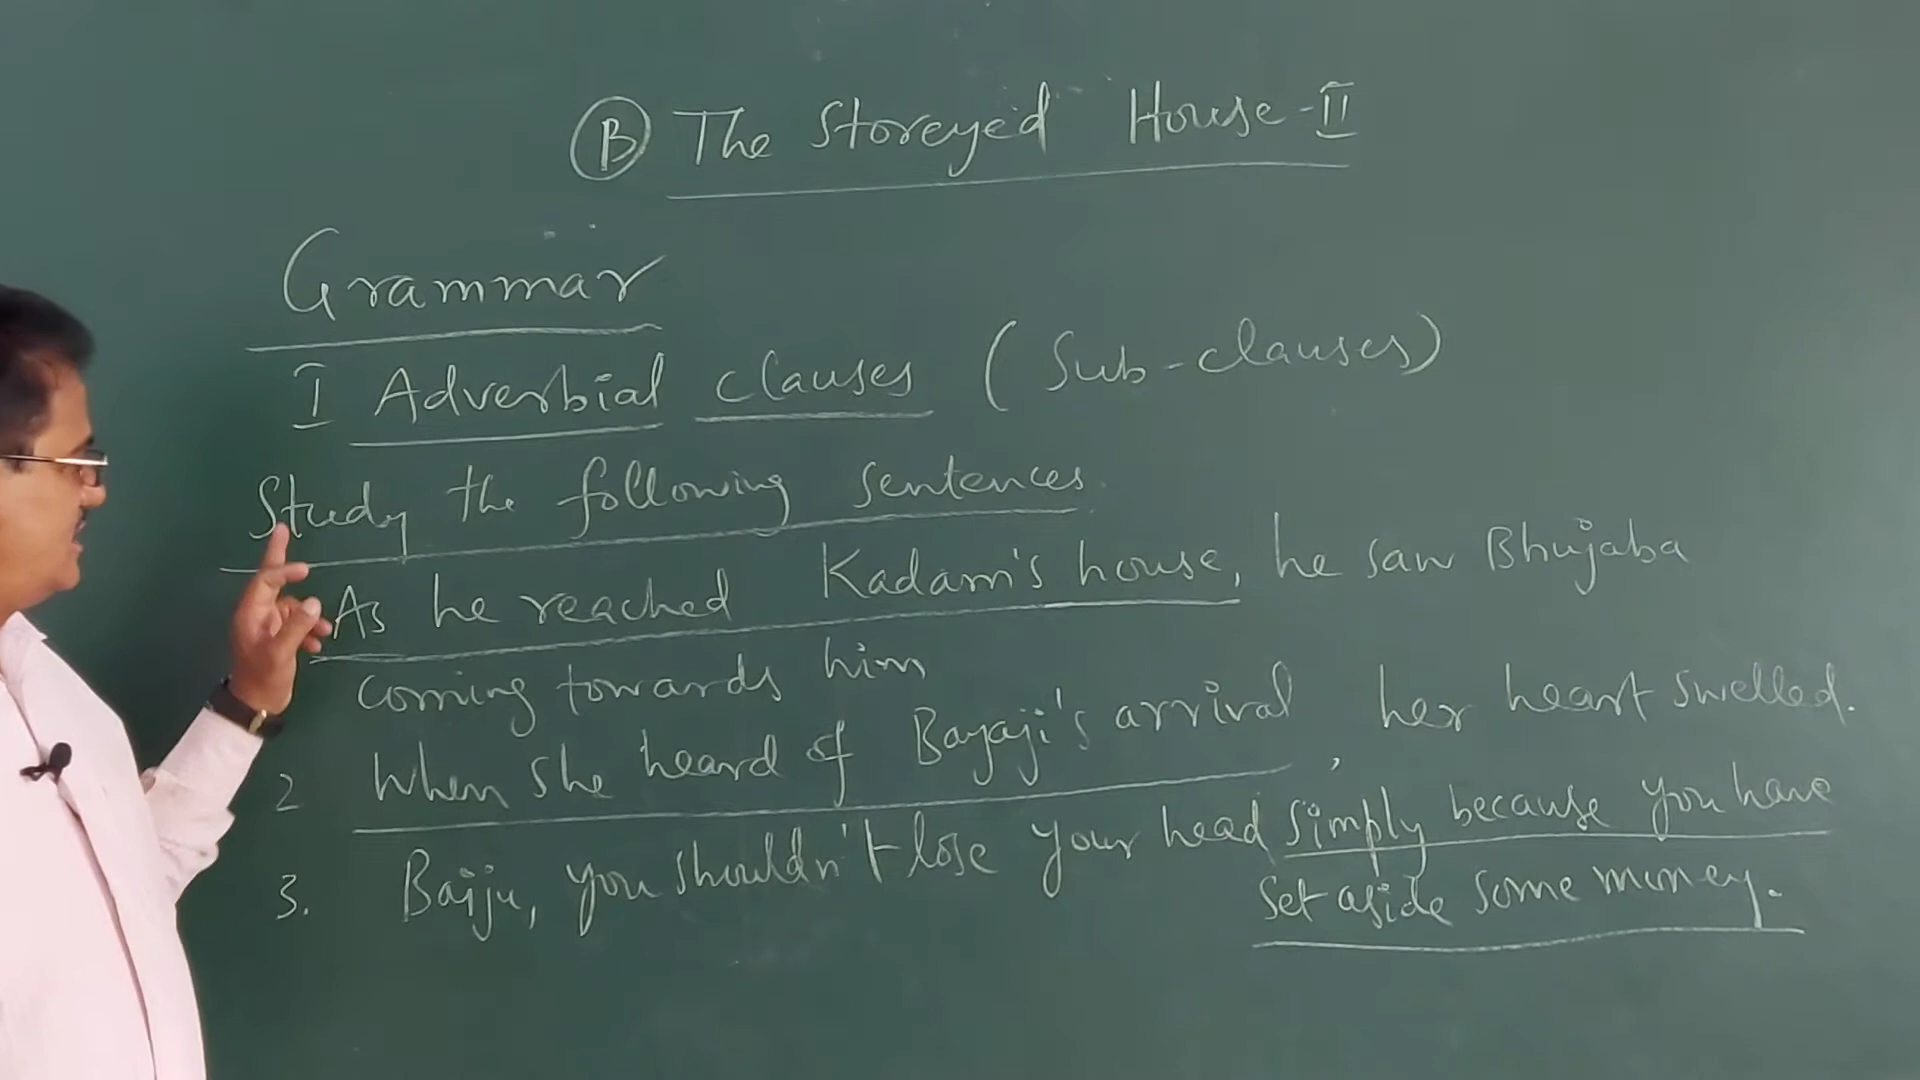 B The Storeyed House-II
Grammar
I Adverbial clauses (Sub-clauses)
Study the following sentences.
As he reached Kadam's house, he saw Bhujaba
coming towards him
2 When she heard of Bayaji's arrival, her heart swelled.
3. Bajju, you shouldn't lose your head simply because you have
set aside some money.